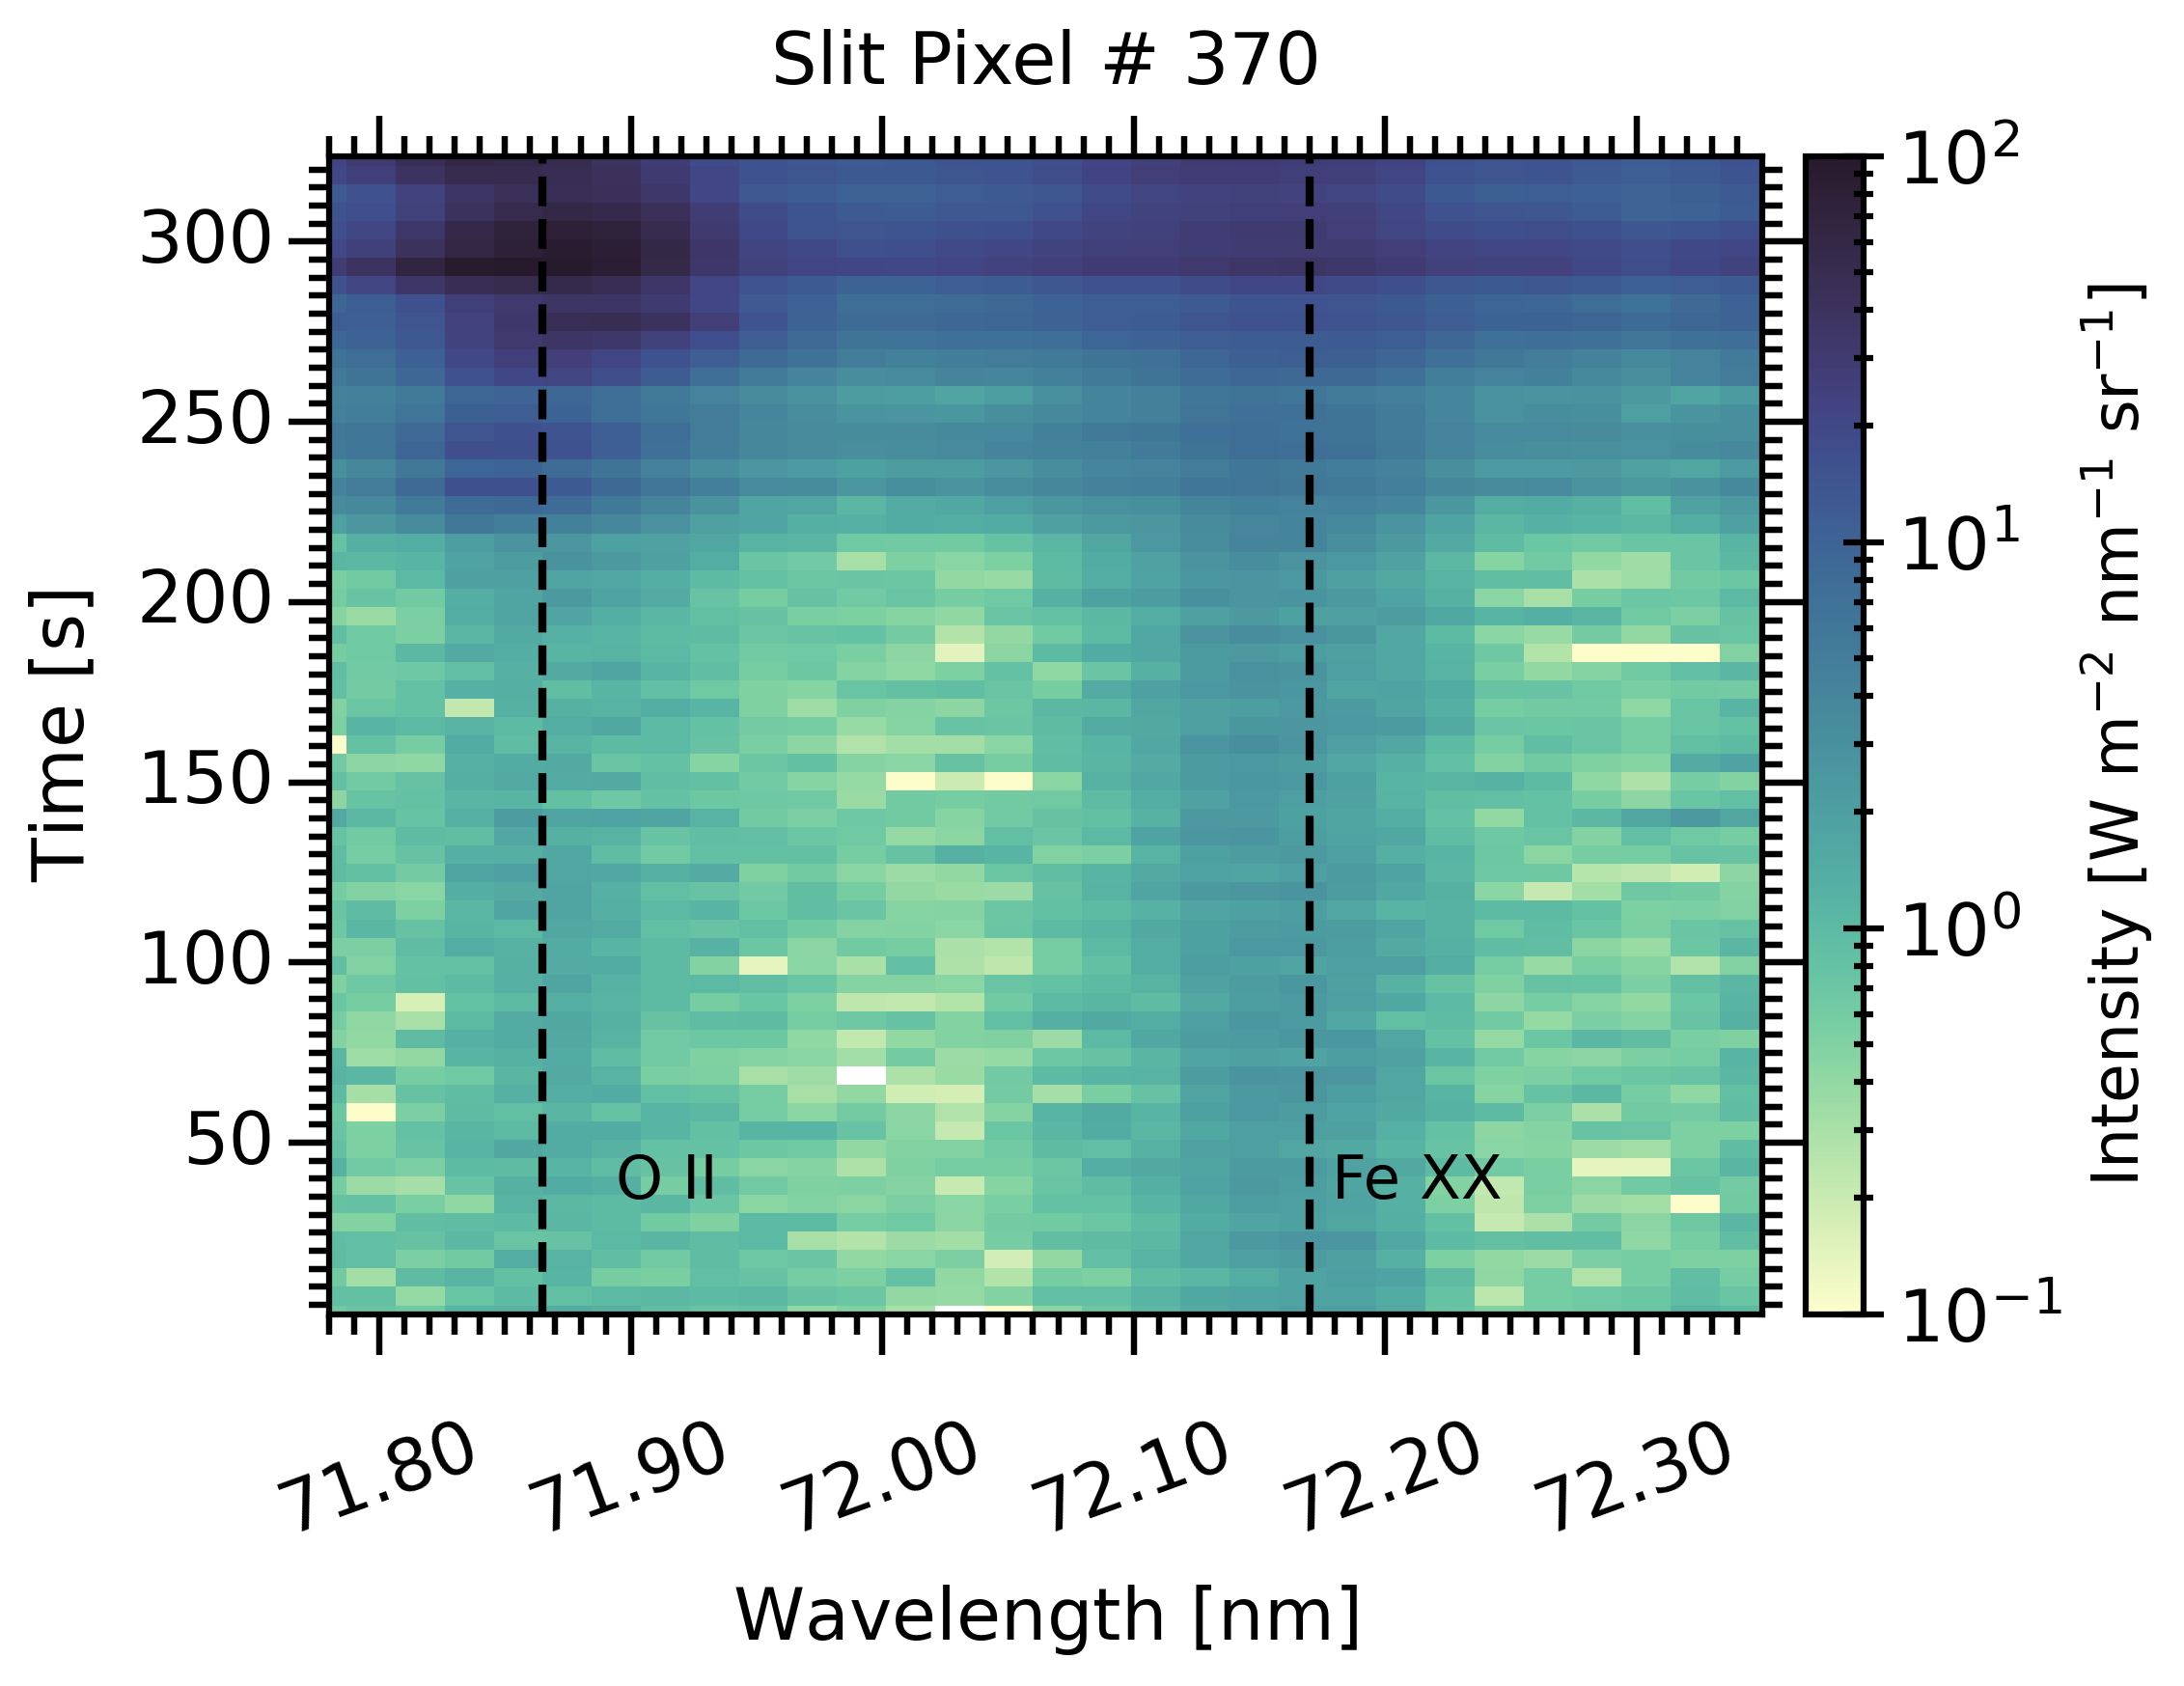 Slit Pixel # 370
300
250
200
150
100
50
Time [s]
O II
Fe XX
71.80
71.90
72.00
72.10
72.20
72.30
Wavelength [nm]
10²
10¹
10⁰
10⁻¹
Intensity [W m⁻² nm⁻¹ sr⁻¹]